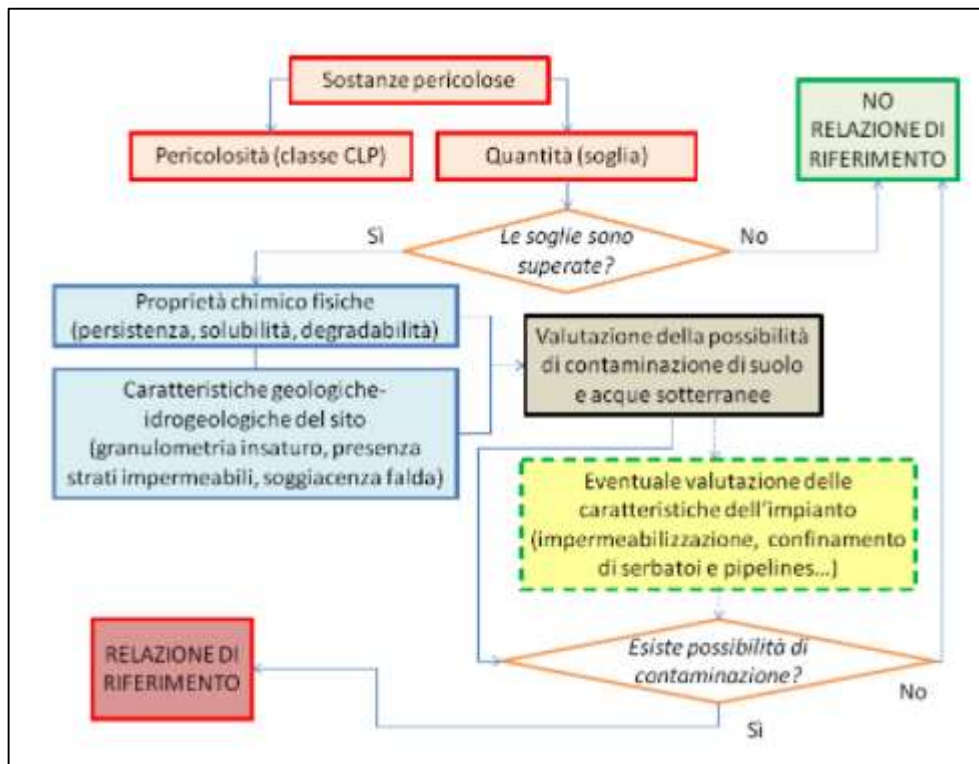 Sostanze pericolose
Pericolosità (classe CLP)
Quantità (soglia)
NO
RELAZIONE DI
RIFERIMENTO
Sì
Le soglie sono
superate?
No
Proprietà chimico fisiche
(persistenza, solubilità, degradabilità)
Valutazione della possibilità
di contaminazione di suolo
e acque sotterranee
Caratteristiche geologiche-
idrogeologiche del sito
(granulometria insaturo, presenza
strati impermeabili, soggiacenza falda)
Eventuale valutazione delle
caratteristiche dell'impianto
(impermeabilizzazione, confinamento
di serbatoi e pipelines...)
RELAZIONE DI
RIFERIMENTO
Esiste possibilità di
contaminazione?
No
Sì